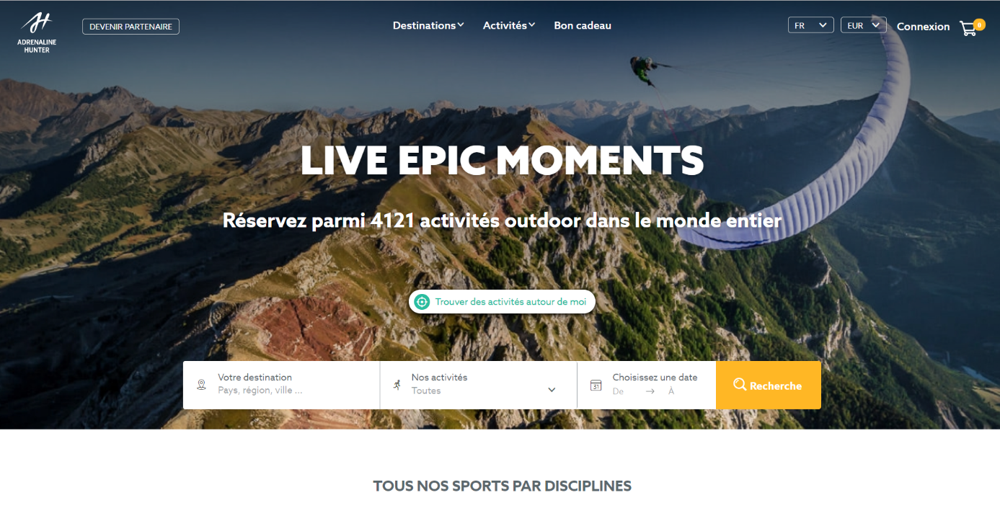 ADRENALINE
HUNTER
DEVENIR PARTENAIRE
Destinations
Activités
Bon cadeau
FR
EUR
Connexion
0
LIVE EPIC MOMENTS
Réservez parmi 4121 activités outdoor dans le monde entier
Trouver des activités autour de moi
Votre destination
Pays, région, ville ...
Nos activités
Toutes
31
Choisissez une date
De → À
Recherche
TOUS NOS SPORTS PAR DISCIPLINES